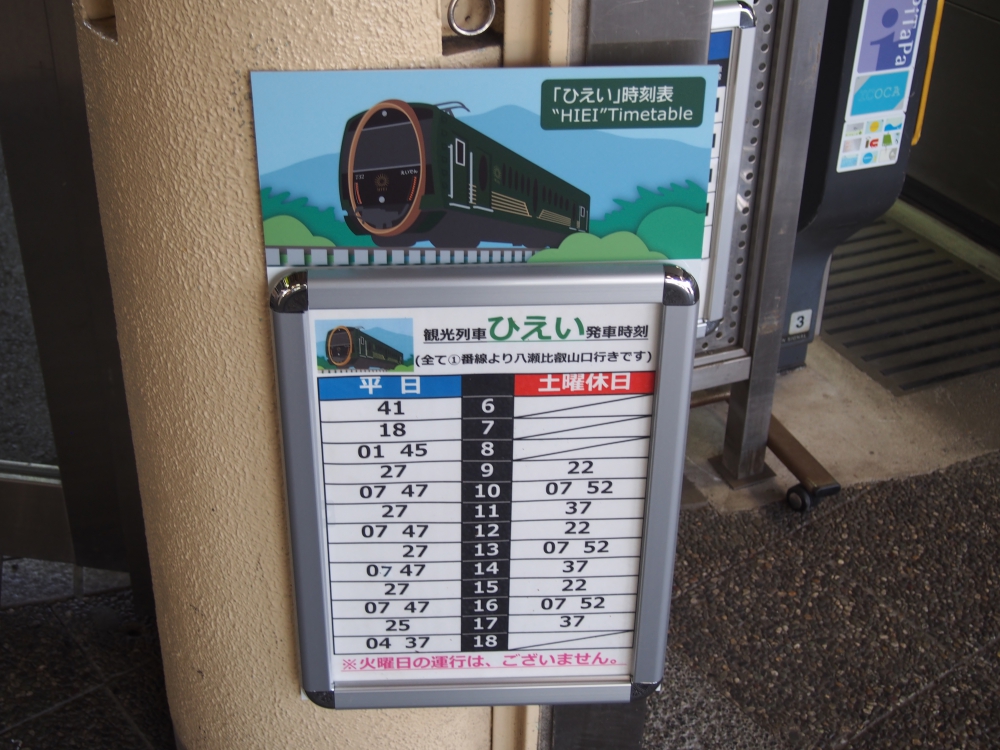 「ひえい」時刻表
"HIEI"Timetable
観光列車ひえい発車時刻
(全て①番線より八瀬比叡山口行きです)
平日 土曜休日
41 6
18 7
01 45 8
27 9 22
07 47 10 07 52
27 11 37
07 47 12 22
27 13 07 52
07 47 14 37
27 15 22
07 47 16 07 52
25 17 37
04 37 18
※火曜日の運行は、ございません。
PiTaPa
ICOCA
3